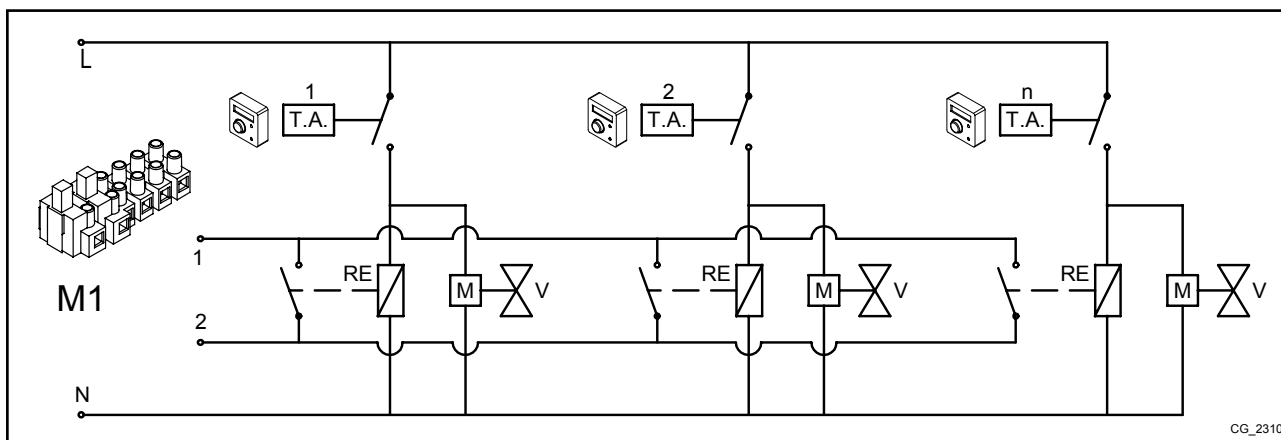 L
1 2 n
T.A. T.A. T.A.
1
RE M V RE M V RE M V
M1
2
N
CG_2310